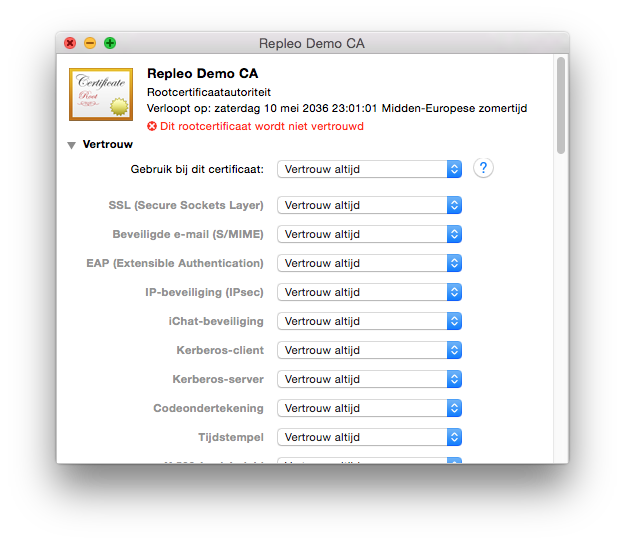 Repleo Demo CA
Certificate
Root
Repleo Demo CA
Rootcertificaatautoriteit
Verloopt op: zaterdag 10 mei 2036 23:01:01 Midden-Europese zomertijd
Dit rootcertificaat wordt niet vertrouwd
Vertrouw
Gebruik bij dit certificaat: Vertrouw altijd ?
SSL (Secure Sockets Layer) Vertrouw altijd
Beveiligde e-mail (S/MIME) Vertrouw altijd
EAP (Extensible Authentication) Vertrouw altijd
IP-beveiliging (IPsec) Vertrouw altijd
iChat-beveiliging Vertrouw altijd
Kerberos-client Vertrouw altijd
Kerberos-server Vertrouw altijd
Codeondertekening Vertrouw altijd
Tijdstempel Vertrouw altijd